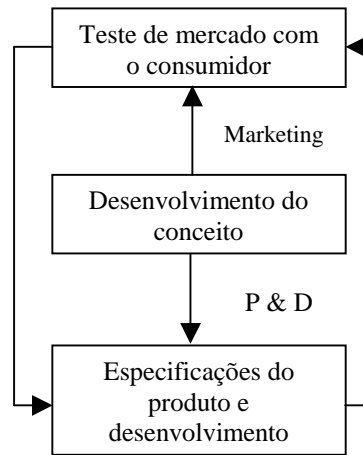 Teste de mercado com
o consumidor
Marketing
Desenvolvimento do
conceito
P & D
Especificações do
produto e
desenvolvimento